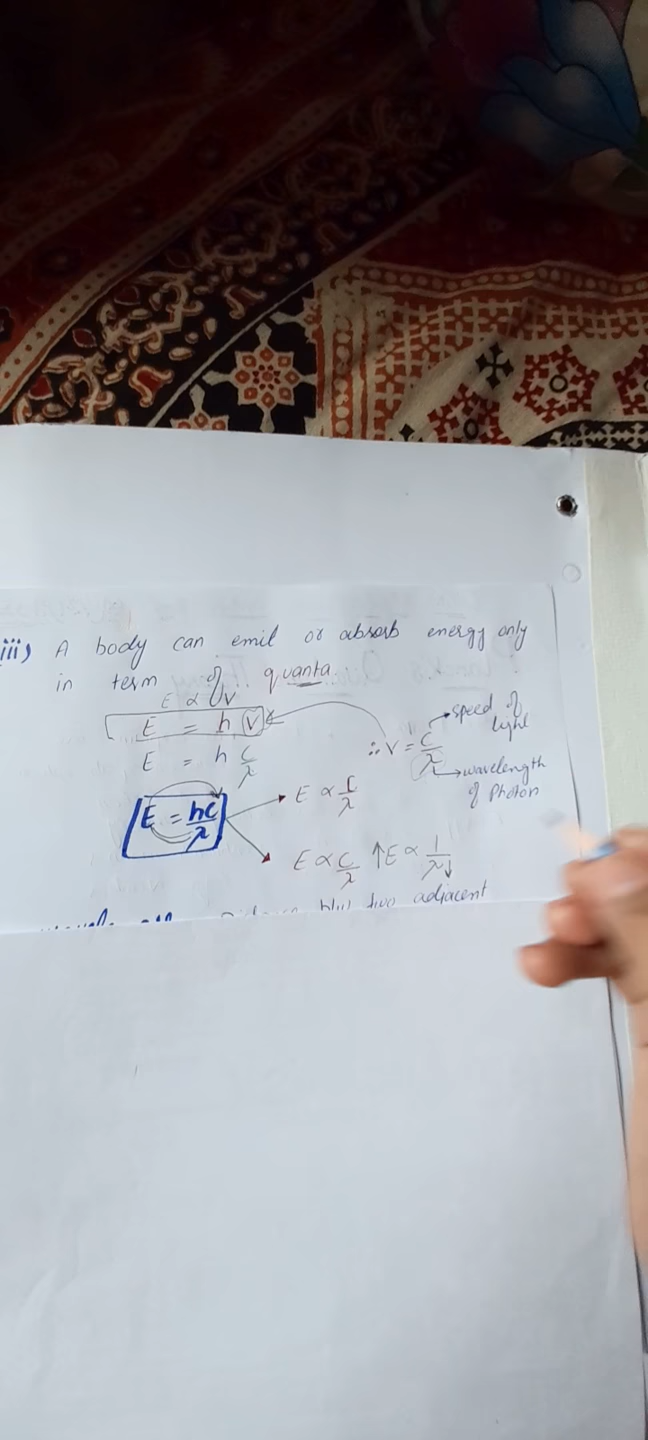 iii) A body can emit or absorb energy only
in term of quanta
E ∝ V
E = h V
E = h c/λ
∴ V = c/λ
speed of light
wavelength of Photon
E = hc/λ
E ∝ c/λ
E ∝ c/λ ↑E ∝ 1/λ↓
two adjacent